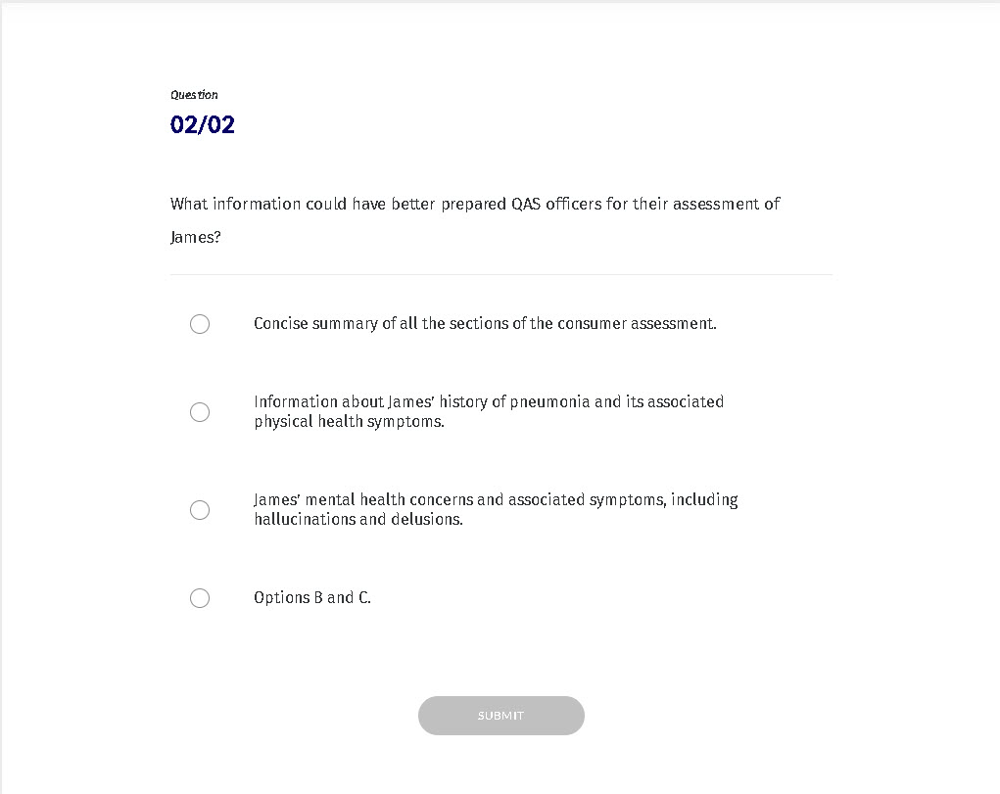 Question
02/02
What information could have better prepared QAS officers for their assessment of
James?
Concise summary of all the sections of the consumer assessment.
Information about James’ history of pneumonia and its associated
physical health symptoms.
James’ mental health concerns and associated symptoms, including
hallucinations and delusions.
Options B and C.
SUBMIT